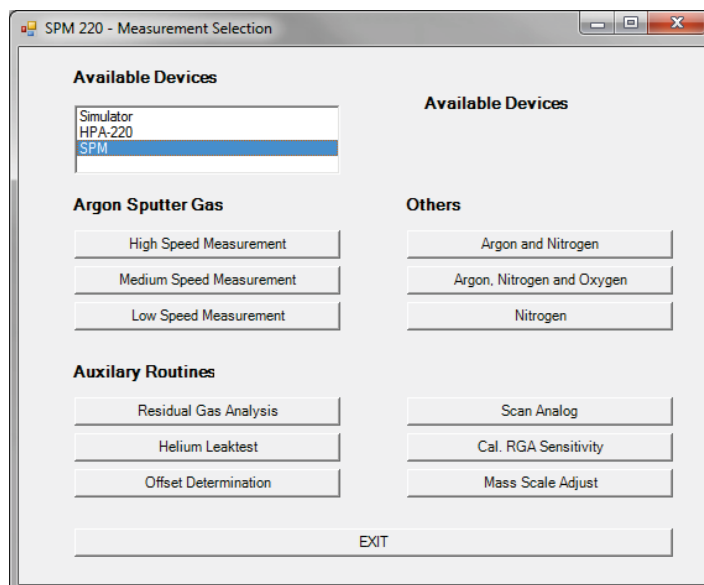 SPM 220 - Measurement Selection
Available Devices
Available Devices
Simulator
HPA-220
SPM
Argon Sputter Gas
Others
High Speed Measurement
Argon and Nitrogen
Medium Speed Measurement
Argon, Nitrogen and Oxygen
Low Speed Measurement
Nitrogen
Auxilary Routines
Residual Gas Analysis
Scan Analog
Helium Leaktest
Cal. RGA Sensitivity
Offset Determination
Mass Scale Adjust
EXIT